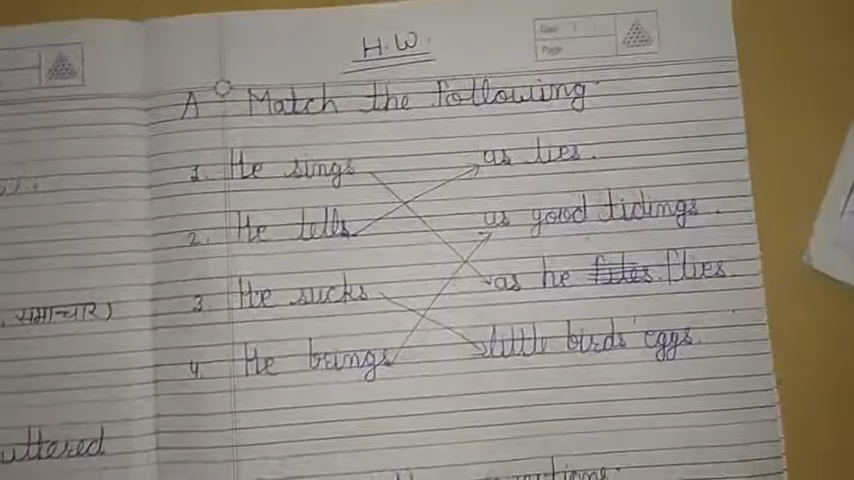 H.W.
Date
Page
A Match the following
1. He sings as lies.
2. He tells us good tidings.
3 He sucks as he flies
4. He brings little birds' eggs.
समाचार)
uttered